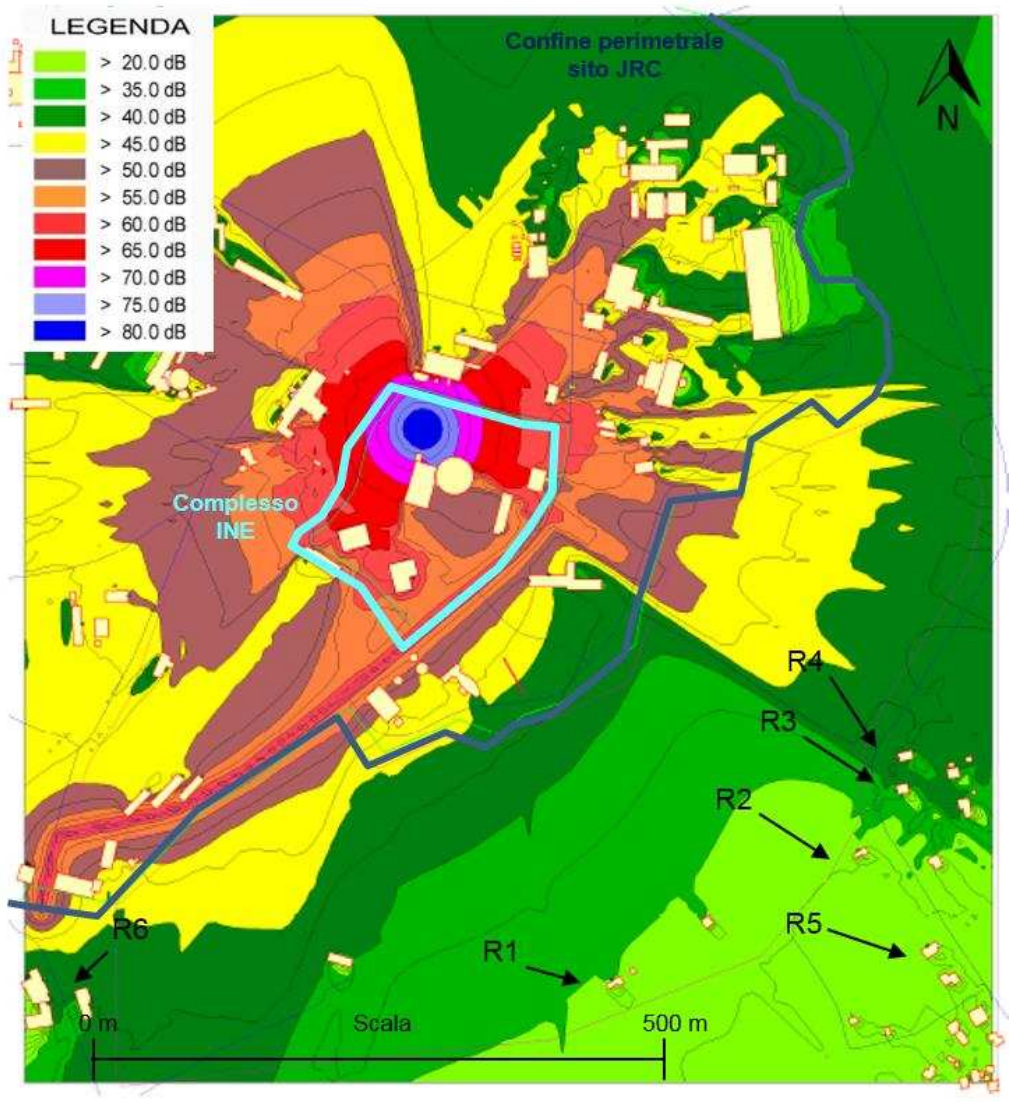 LEGENDA
> 20.0 dB
> 35.0 dB
> 40.0 dB
> 45.0 dB
> 50.0 dB
> 55.0 dB
> 60.0 dB
> 65.0 dB
> 70.0 dB
> 75.0 dB
> 80.0 dB
Confine perimetrale
sito JRC
N
Complesso
INE
R4
R3
R2
R5
R6
R1
0 m
Scala
500 m